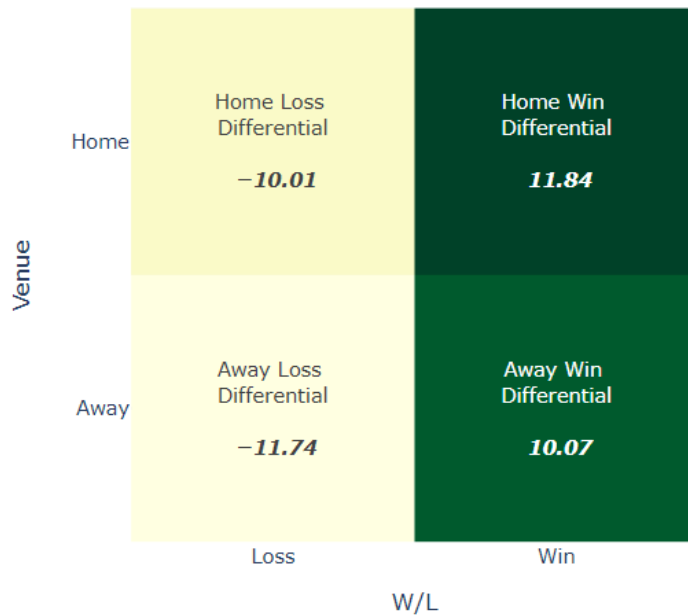 Home Loss
Differential
−10.01
Home Win
Differential
11.84
Home
Venue
Away Loss
Differential
−11.74
Away Win
Differential
10.07
Away
Loss
Win
W/L